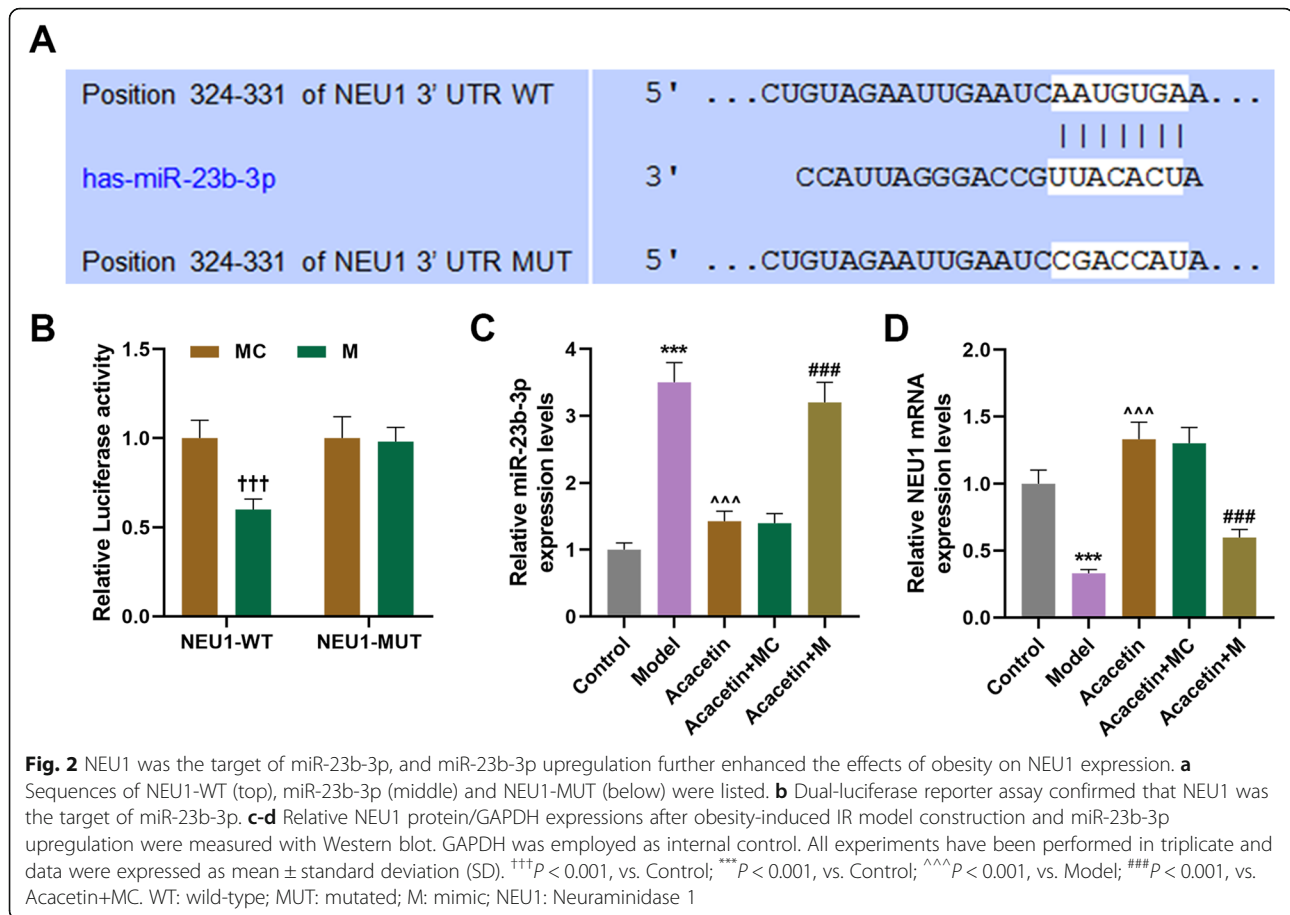 A
Position 324-331 of NEU1 3' UTR WT 5' ...CUGUAGAAUUGAAUCAAUGUGAA...
| | | | | | |
has-miR-23b-3p 3' CCAUUAGGGACCGUUACACUA
Position 324-331 of NEU1 3' UTR MUT 5' ...CUGUAGAAUUGAAUCCGACCAUA...
B
MC M
Relative Luciferase activity
1.5
1.0
0.5
0.0
†††
NEU1-WT NEU1-MUT
C
Relative miR-23b-3p
expression levels
4
3
2
1
0
***
^^^
###
Control
Model
Acacetin
Acacetin+MC
Acacetin+M
D
Relative NEU1 mRNA
expression levels
2.0
1.5
1.0
0.5
0.0
***
^^^
###
Control
Model
Acacetin
Acacetin+MC
Acacetin+M
Fig. 2 NEU1 was the target of miR-23b-3p, and miR-23b-3p upregulation further enhanced the effects of obesity on NEU1 expression. a
Sequences of NEU1-WT (top), miR-23b-3p (middle) and NEU1-MUT (below) were listed. b Dual-luciferase reporter assay confirmed that NEU1 was
the target of miR-23b-3p. c-d Relative NEU1 protein/GAPDH expressions after obesity-induced IR model construction and miR-23b-3p
upregulation were measured with Western blot. GAPDH was employed as internal control. All experiments have been performed in triplicate and
data were expressed as mean ± standard deviation (SD). †††P < 0.001, vs. Control; ***P < 0.001, vs. Control; ^^^P < 0.001, vs. Model; ###P < 0.001, vs.
Acacetin+MC. WT: wild-type; MUT: mutated; M: mimic; NEU1: Neuraminidase 1